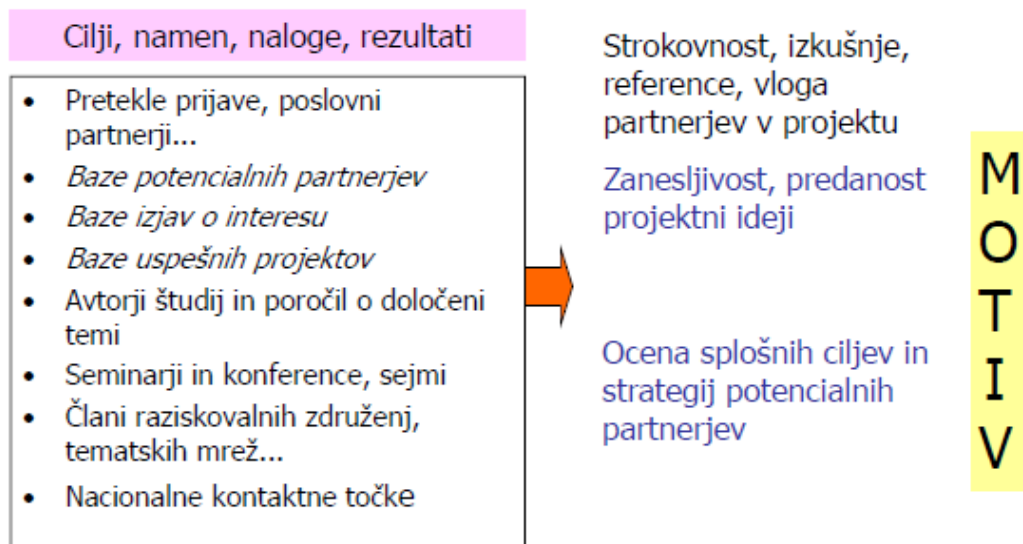 Cilji, namen, naloge, rezultati
• Pretekle prijave, poslovni
partnerji...
• Baze potencialnih partnerjev
• Baze izjav o interesu
• Baze uspešnih projektov
• Avtorji študij in poročil o določeni
temi
• Seminarji in konference, sejmi
• Člani raziskovalnih združenj,
tematskih mrež...
• Nacionalne kontaktne točke
Strokovnost, izkušnje,
reference, vloga
partnerjev v projektu
Zanesljivost, predanost
projektni ideji
Ocena splošnih ciljev in
strategij potencialnih
partnerjev
M
O
T
I
V